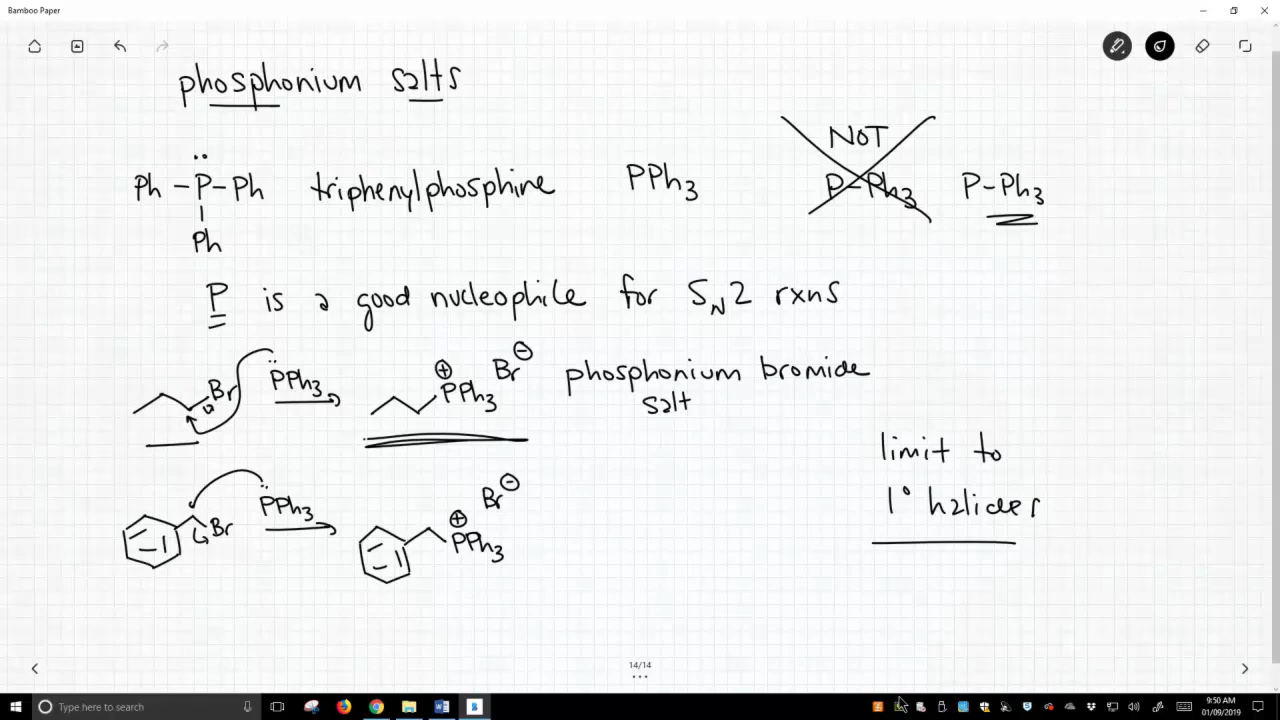 Bamboo Paper
phosphonium salts
NOT
Ph -P- Ph triphenylphosphine PPh3 P-Ph3 P-Ph3
Ph
P is a good nucleophile for SN2 rxns
Br PPh3 ⊕ PPh3 Br ⊖ phosphonium bromide
salt
limit to
1° halides
Br PPh3 ⊕ PPh3 Br ⊖
14/14
Type here to search
9:50 AM
01/09/2019